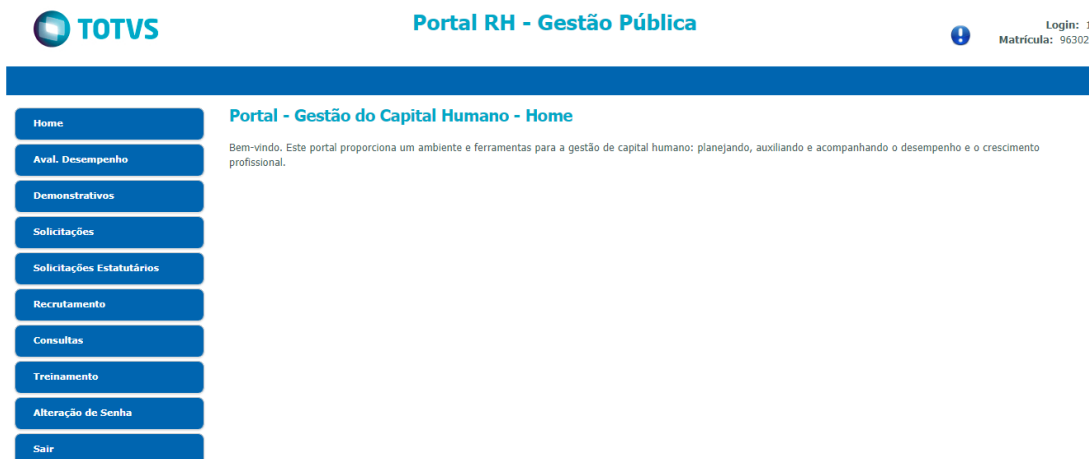 TOTVS
Portal RH - Gestão Pública
Login: 1
Matrícula: 96302
Home
Aval. Desempenho
Demonstrativos
Solicitações
Solicitações Estatutários
Recrutamento
Consultas
Treinamento
Alteração de Senha
Sair
Portal - Gestão do Capital Humano - Home
Bem-vindo. Este portal proporciona um ambiente e ferramentas para a gestão de capital humano: planejando, auxiliando e acompanhando o desempenho e o crescimento
profissional.